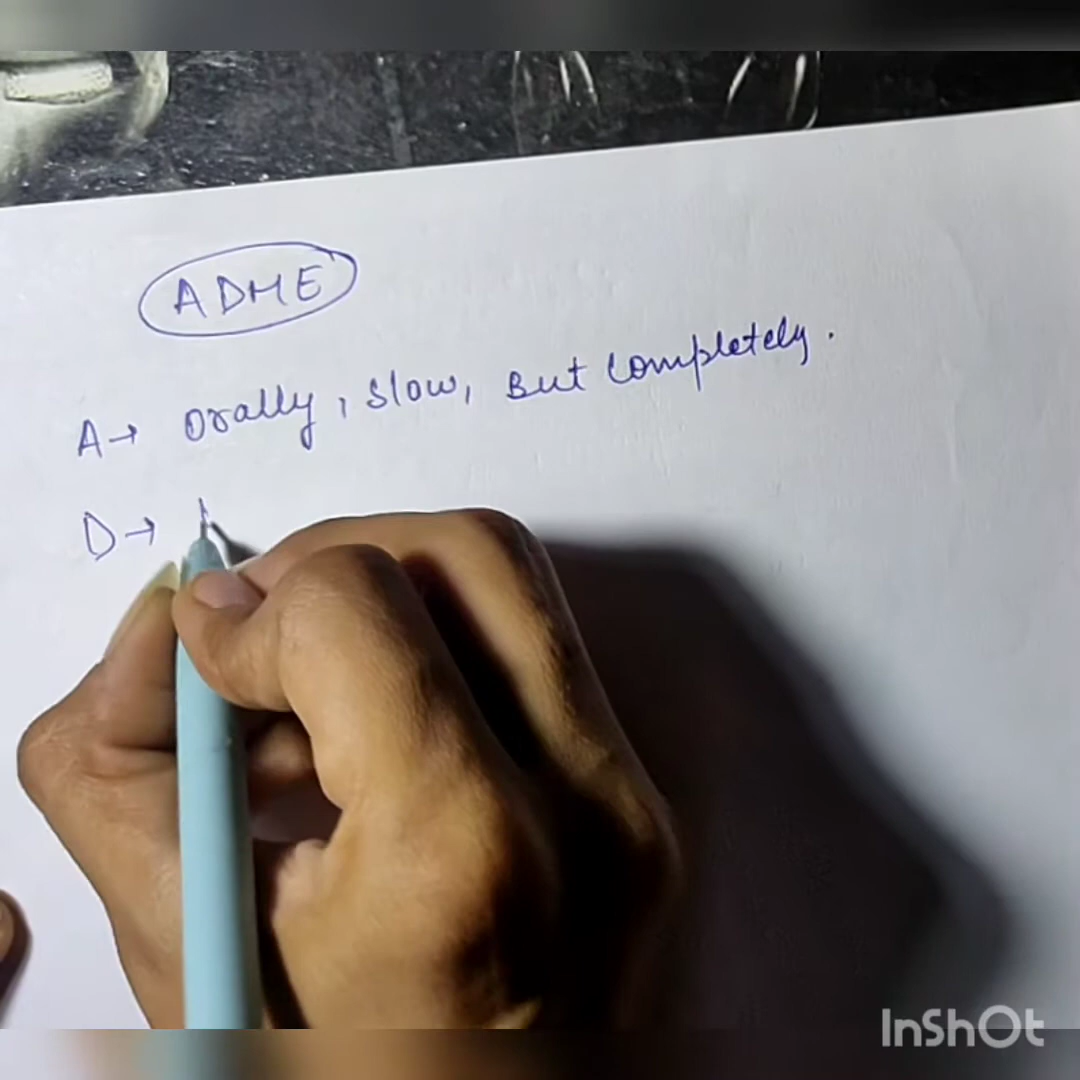 ADME
A → Orally, slow, But Completely.
D →
InShOt